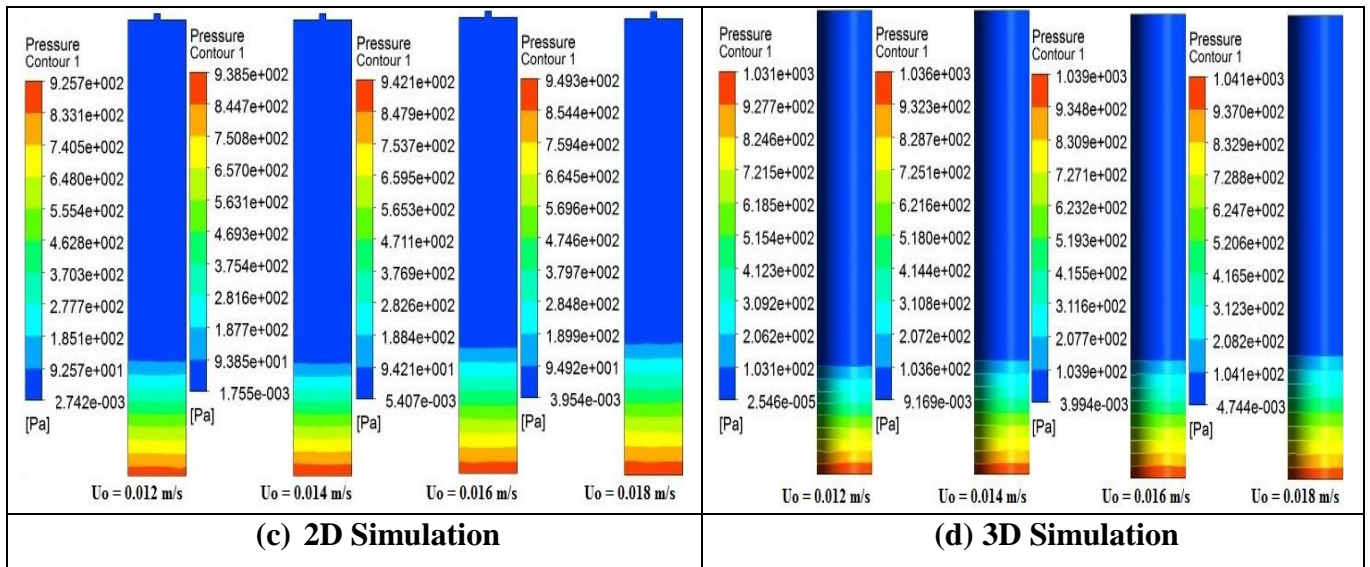 Pressure
Contour 1
9.257e+002
8.331e+002
7.405e+002
6.480e+002
5.554e+002
4.628e+002
3.703e+002
2.777e+002
1.851e+002
9.257e+001
2.742e-003
[Pa]
Uo = 0.012 m/s
Pressure
Contour 1
9.385e+002
8.447e+002
7.508e+002
6.570e+002
5.631e+002
4.693e+002
3.754e+002
2.816e+002
1.877e+002
9.385e+001
1.755e-003
[Pa]
Uo = 0.014 m/s
Pressure
Contour 1
9.421e+002
8.479e+002
7.537e+002
6.595e+002
5.653e+002
4.711e+002
3.769e+002
2.826e+002
1.884e+002
9.421e+001
5.407e-003
[Pa]
Uo = 0.016 m/s
Pressure
Contour 1
9.493e+002
8.544e+002
7.594e+002
6.645e+002
5.696e+002
4.746e+002
3.797e+002
2.848e+002
1.899e+002
9.492e+001
3.954e-003
[Pa]
Uo = 0.018 m/s
(c) 2D Simulation
Pressure
Contour 1
1.031e+003
9.277e+002
8.246e+002
7.215e+002
6.185e+002
5.154e+002
4.123e+002
3.092e+002
2.062e+002
1.031e+002
2.546e-005
[Pa]
Uo = 0.012 m/s
Pressure
Contour 1
1.036e+003
9.323e+002
8.287e+002
7.251e+002
6.216e+002
5.180e+002
4.144e+002
3.108e+002
2.072e+002
1.036e+002
9.169e-003
[Pa]
Uo =0.014 m/s
Pressure
Contour 1
1.039e+003
9.348e+002
8.309e+002
7.271e+002
6.232e+002
5.193e+002
4.155e+002
3.116e+002
2.077e+002
1.039e+002
3.994e-003
[Pa]
Uo =0.016 m/s
Pressure
Contour 1
1.041e+003
9.370e+002
8.329e+002
7.288e+002
6.247e+002
5.206e+002
4.165e+002
3.123e+002
2.082e+002
1.041e+002
4.744e-003
[Pa]
Uo = 0.018 m/s
(d) 3D Simulation